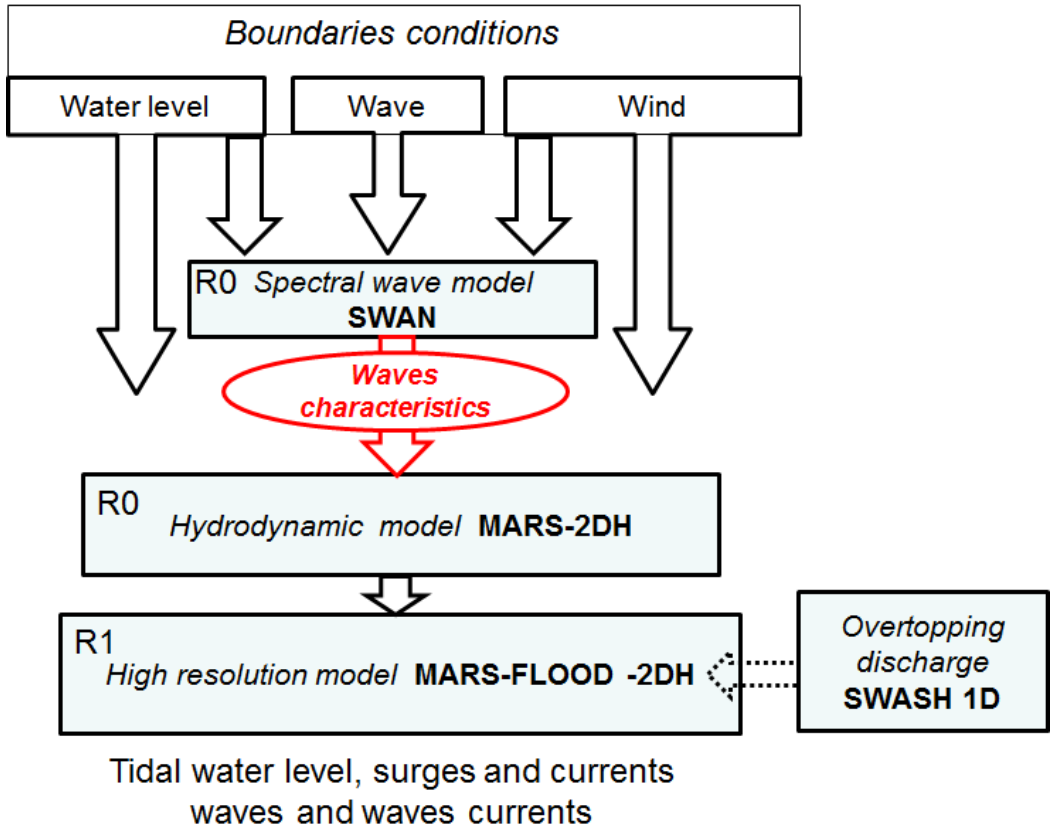 Boundaries conditions
Water level
Wave
Wind
R0 Spectral wave model
SWAN
Waves
characteristics
R0
Hydrodynamic model MARS-2DH
R1
High resolution model MARS-FLOOD -2DH
Overtopping
discharge
SWASH 1D
Tidal water level, surges and currents
waves and waves currents